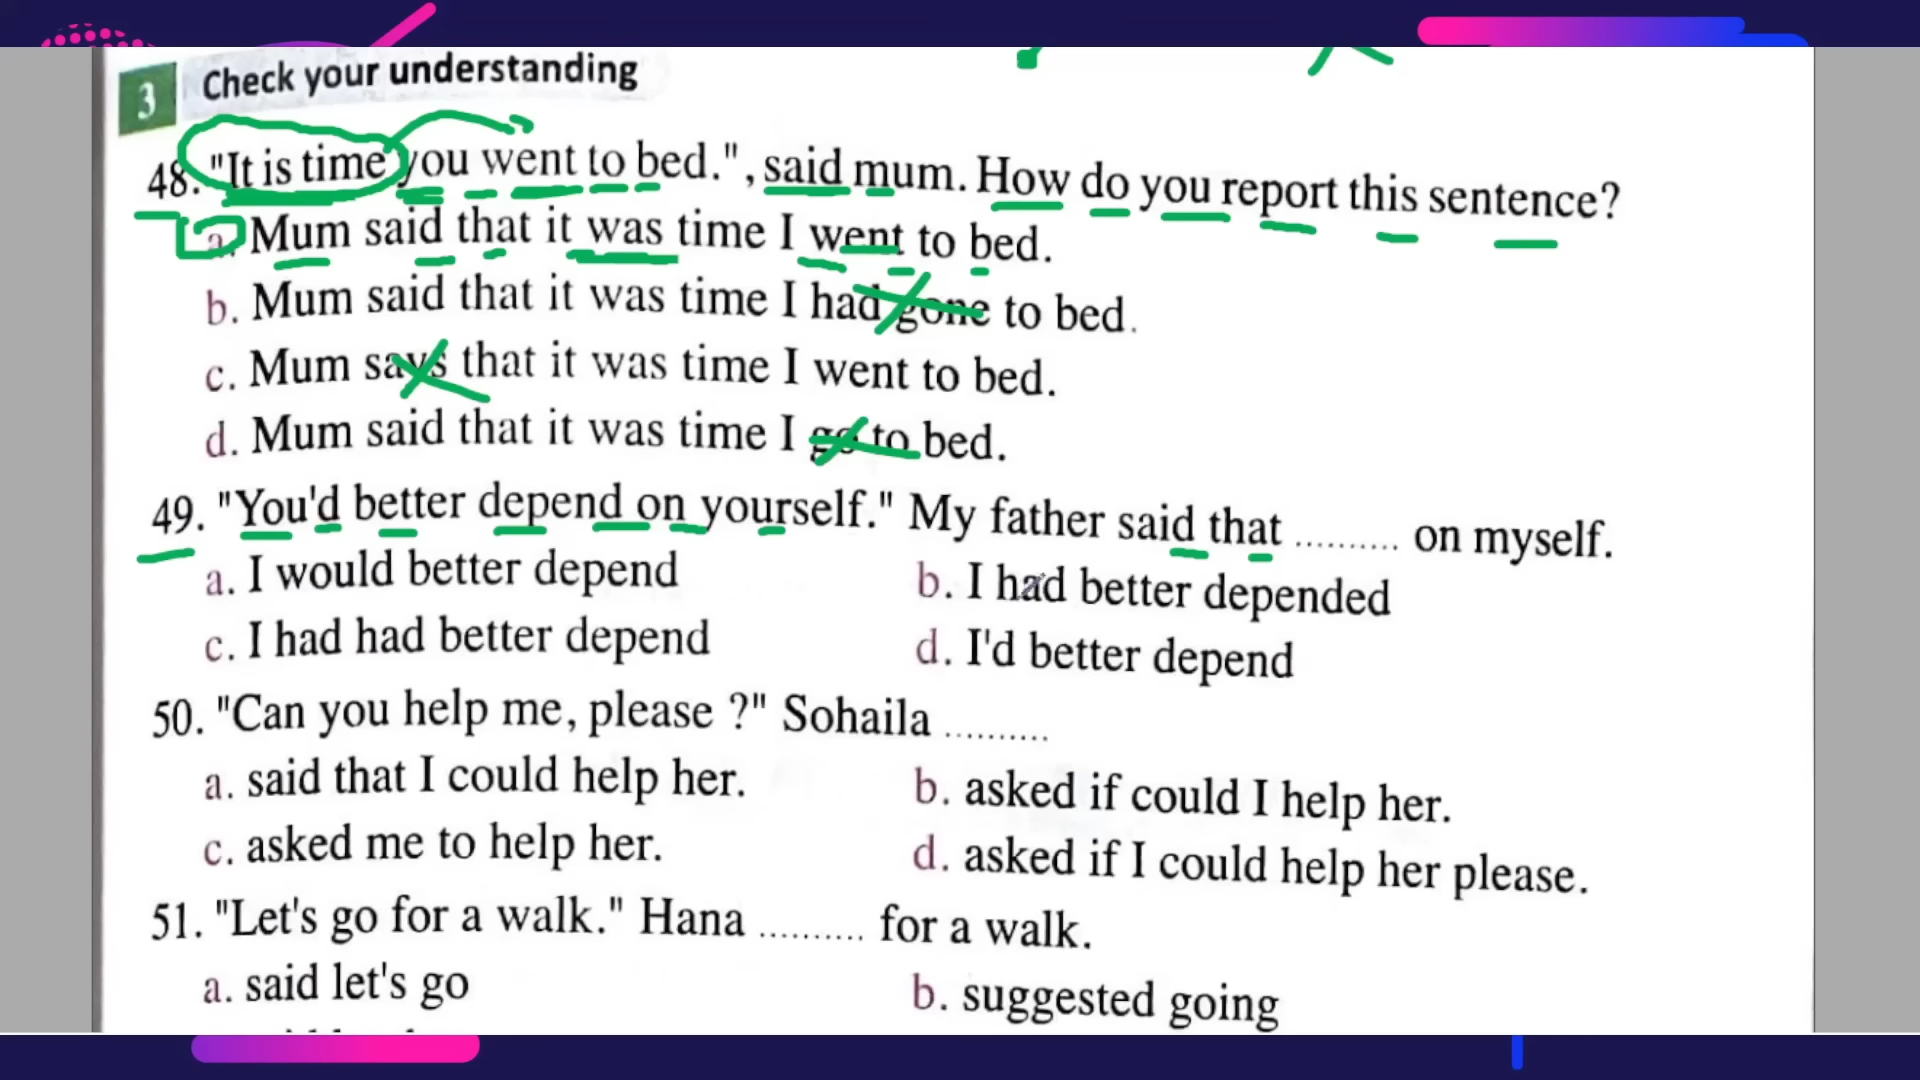 3 Check your understanding
48. "It is time you went to bed.", said mum. How do you report this sentence?
a. Mum said that it was time I went to bed.
b. Mum said that it was time I had gone to bed.
c. Mum says that it was time I went to bed.
d. Mum said that it was time I go to bed.
49. "You'd better depend on yourself." My father said that .......... on myself.
a. I would better depend b. I had better depended
c. I had had better depend d. I'd better depend
50. "Can you help me, please ?" Sohaila ..........
a. said that I could help her. b. asked if could I help her.
c. asked me to help her. d. asked if I could help her please.
51. "Let's go for a walk." Hana .......... for a walk.
a. said let's go b. suggested going